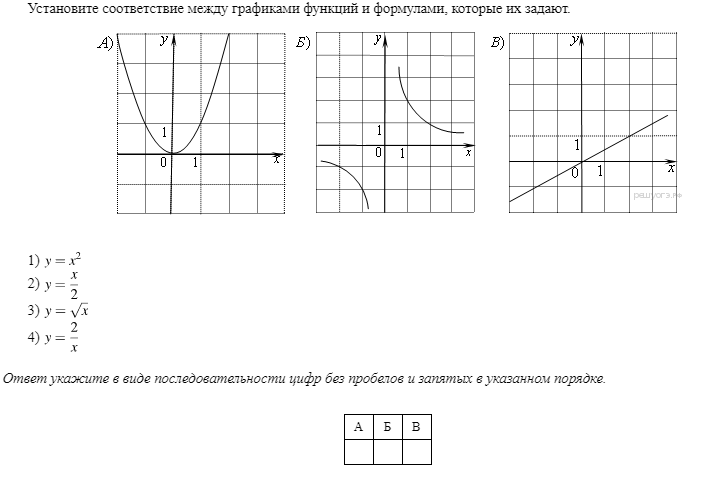 Установите соответствие между графиками функций и формулами, которые их задают.
А) y 1 0 1 x
Б) y 1 0 1 x
В) y 1 0 1 x
решуогэ.рф
1) y = x²
2) y = x/2
3) y = √x
4) y = 2/x
Ответ укажите в виде последовательности цифр без пробелов и запятых в указанном порядке.
А Б В